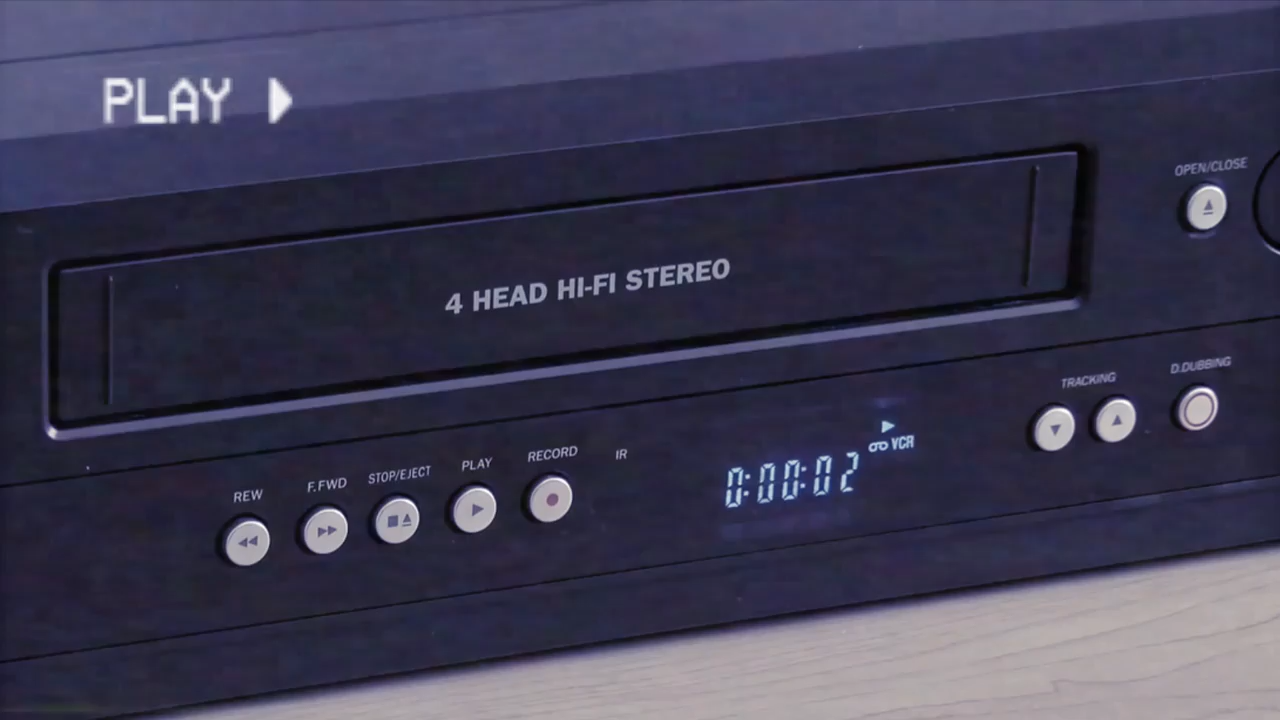 PLAY
OPEN/CLOSE
4 HEAD HI-FI STEREO
TRACKING
D.DUBBING
REW
F.FWD
STOP/EJECT
PLAY
RECORD
IR
0:00:02
VCR